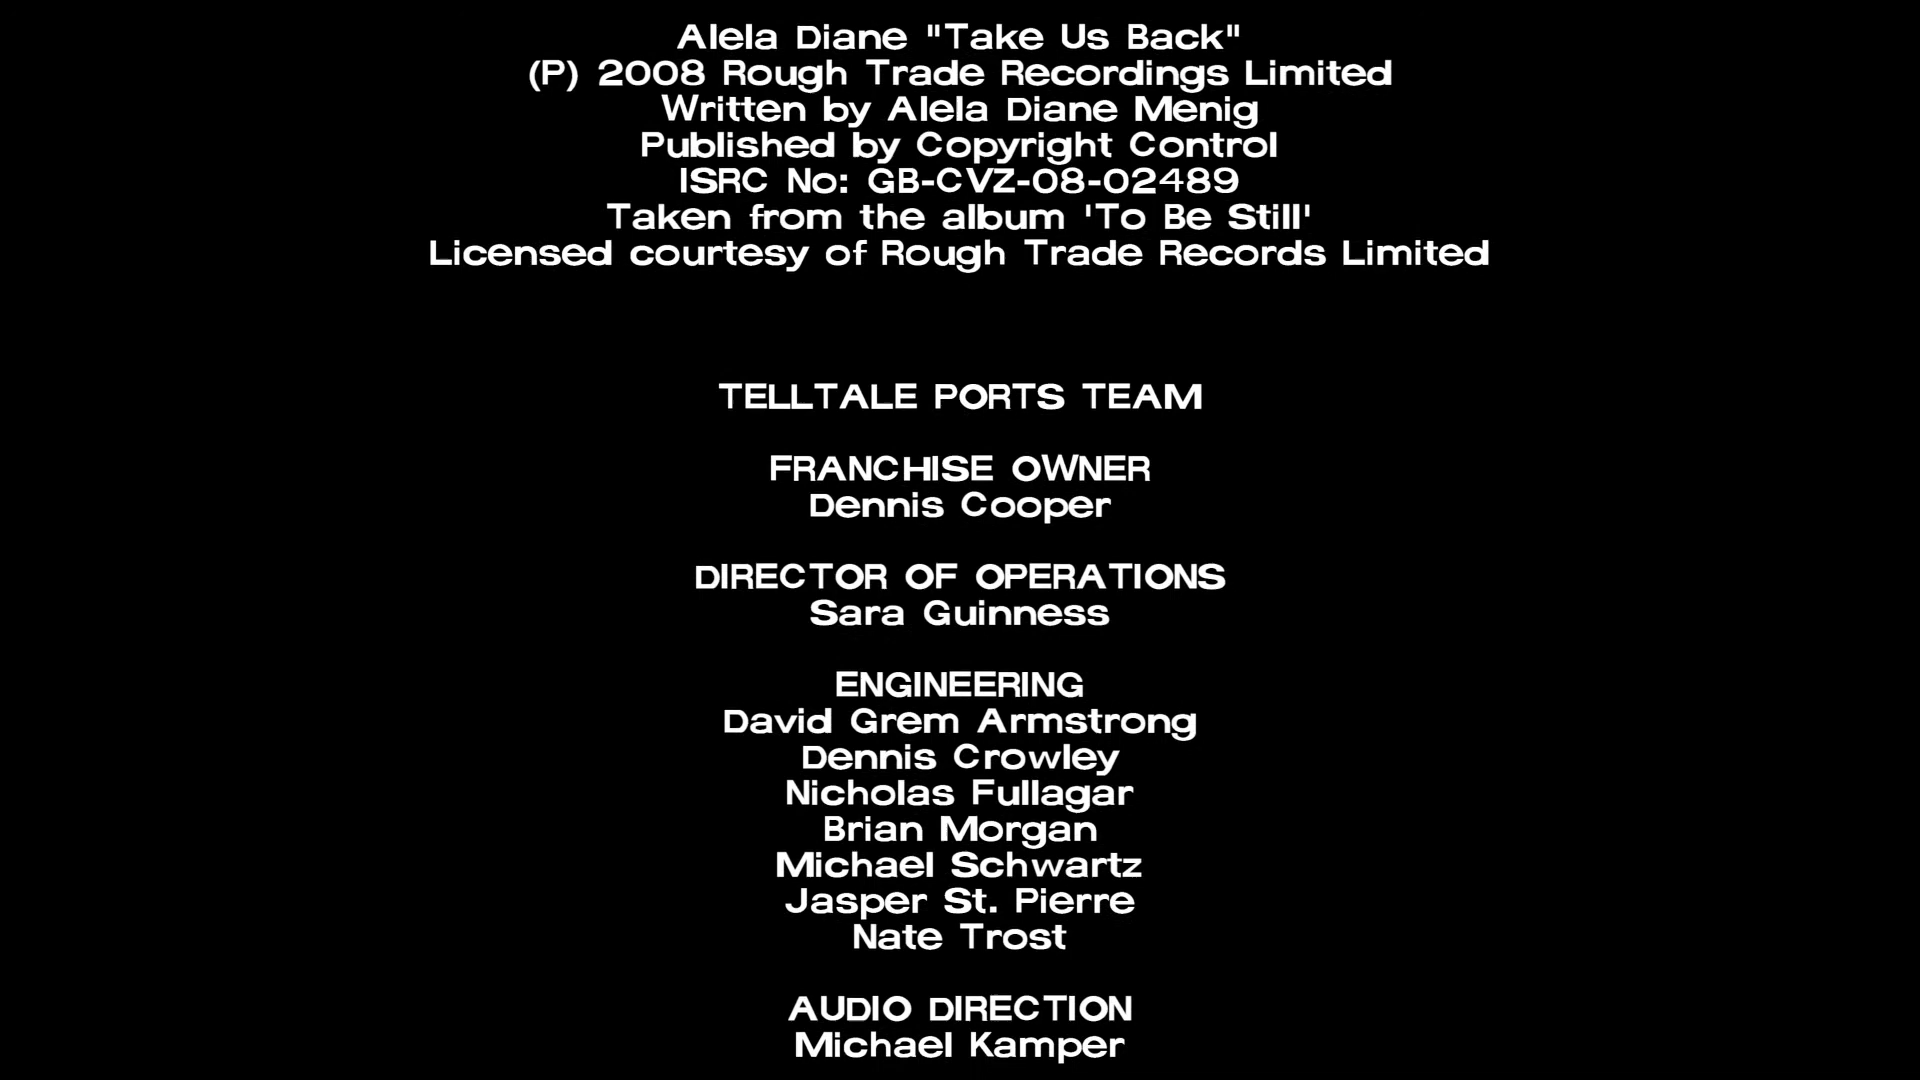 Alela Diane "Take Us Back"
(P) 2008 Rough Trade Recordings Limited
Written by Alela Diane Menig
Published by Copyright Control
ISRC No: GB-CVZ-08-02489
Taken from the album 'To Be Still'
Licensed courtesy of Rough Trade Records Limited
TELLTALE PORTS TEAM
FRANCHISE OWNER
Dennis Cooper
DIRECTOR OF OPERATIONS
Sara Guinness
ENGINEERING
David Grem Armstrong
Dennis Crowley
Nicholas Fullagar
Brian Morgan
Michael Schwartz
Jasper St. Pierre
Nate Trost
AUDIO DIRECTION
Michael Kamper